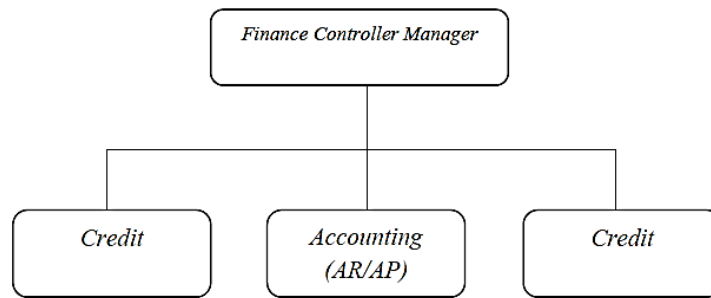 Finance Controller Manager
Credit
Accounting
(AR/AP)
Credit